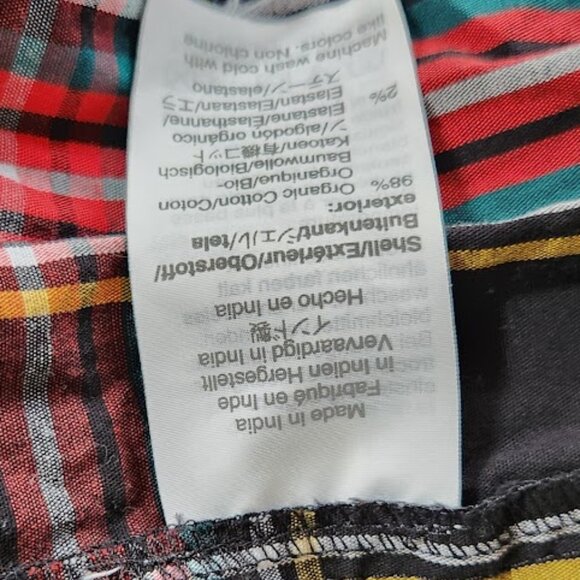 Made in India
Fabriqué en Inde
in Indien Hergestellt
Vervaardigd in India
インド製
Hecho en India
Shell/Extérieur/Oberstoff/
Buitenkant/シェル/tela
exterior:
98% Organic Cotton/Coton
Organique/Bio-
Baumwolle/Biologisch
Katoen/有機コット
ン/algodón orgánico
2% Elastane/Elasthanne/
Elastan/Elastaan/エラ
ステーン/elastano
Machine wash cold with
like colors. Non chlorine